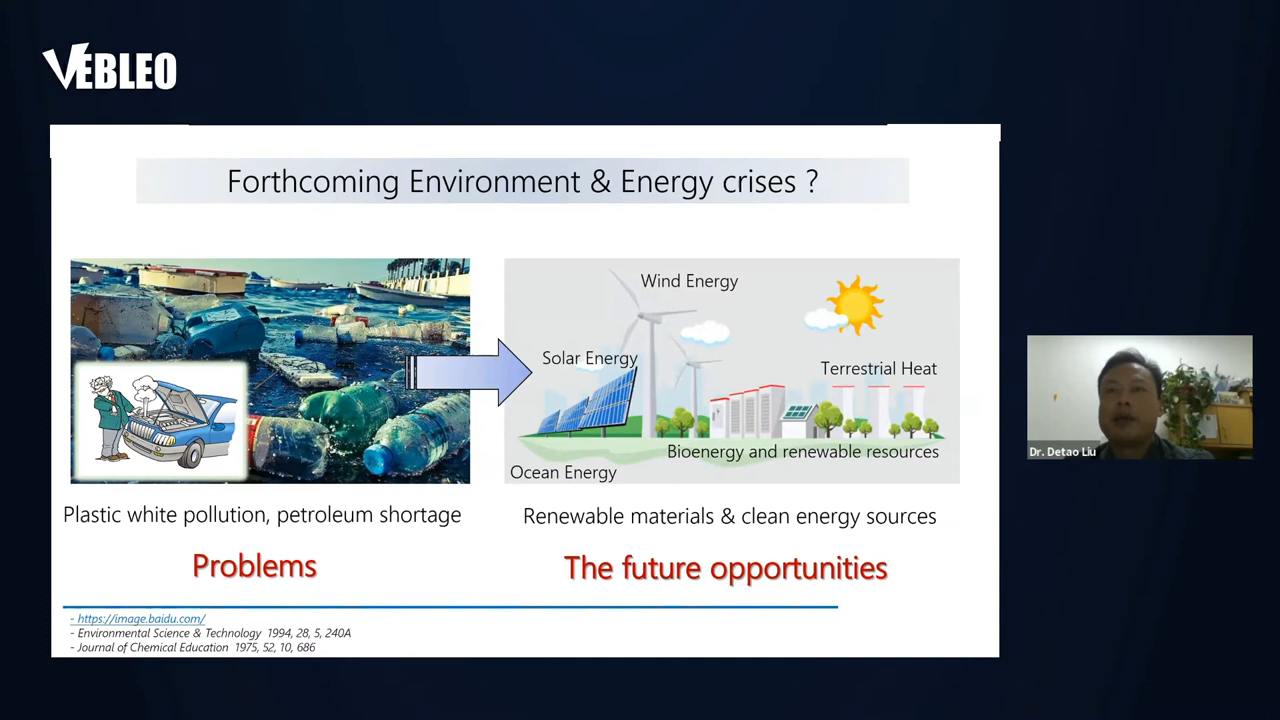 VEBLEO
Forthcoming Environment & Energy crises ?
Wind Energy
Solar Energy
Terrestrial Heat
Bioenergy and renewable resources
Ocean Energy
Plastic white pollution, petroleum shortage
Renewable materials & clean energy sources
Problems
The future opportunities
- https://image.baidu.com/
- Environmental Science & Technology 1994, 28, 5, 240A
- Journal of Chemical Education 1975, 52, 10, 686
Dr. Detao Liu